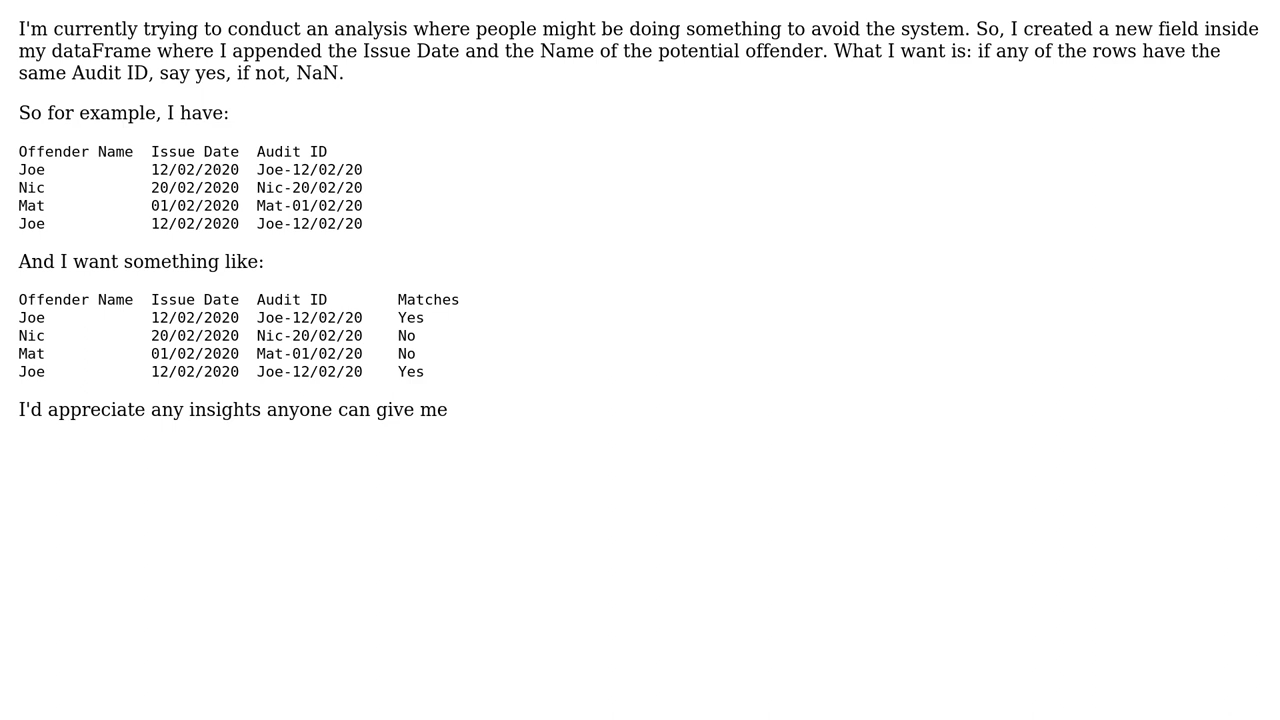 I'm currently trying to conduct an analysis where people might be doing something to avoid the system. So, I created a new field inside
my dataFrame where I appended the Issue Date and the Name of the potential offender. What I want is: if any of the rows have the
same Audit ID, say yes, if not, NaN.
So for example, I have:
Offender Name  Issue Date  Audit ID
Joe            12/02/2020  Joe-12/02/20
Nic            20/02/2020  Nic-20/02/20
Mat            01/02/2020  Mat-01/02/20
Joe            12/02/2020  Joe-12/02/20
And I want something like:
Offender Name  Issue Date  Audit ID        Matches
Joe            12/02/2020  Joe-12/02/20    Yes
Nic            20/02/2020  Nic-20/02/20    No
Mat            01/02/2020  Mat-01/02/20    No
Joe            12/02/2020  Joe-12/02/20    Yes
I'd appreciate any insights anyone can give me